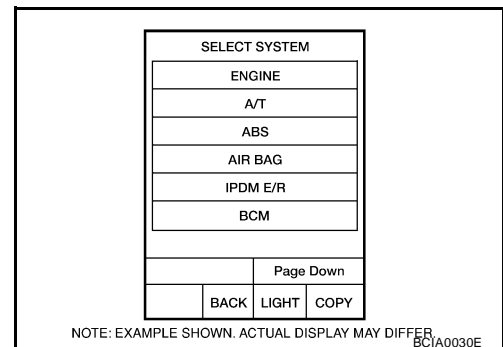 SELECT SYSTEM
ENGINE
A/T
ABS
AIR BAG
IPDM E/R
BCM
Page Down
BACK LIGHT COPY
NOTE: EXAMPLE SHOWN. ACTUAL DISPLAY MAY DIFFER.
BCIA0030E